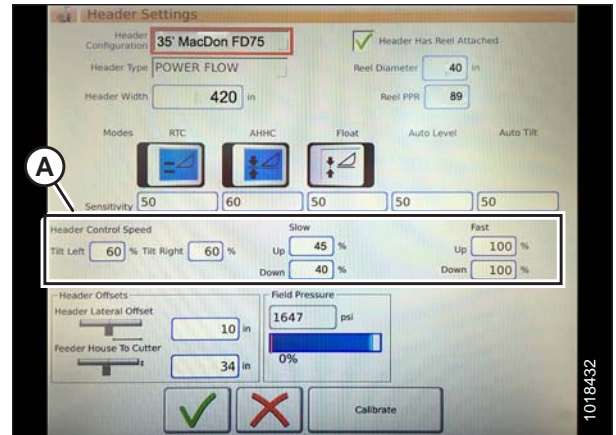 Header Settings
Header Configuration 35' MacDon FD75 Header Has Reel Attached
Header Type POWER FLOW Reel Diameter 40 in
Header Width 420 in Reel PPR 89
Modes RTC AHHC Float Auto Level Auto Tilt
Sensitivity 50 60 50 50 50
A
Header Control Speed Slow Fast
Tilt Left 60 % Tilt Right 60 % Up 45 % Up 100 %
Down 40 % Down 100 %
Header Offsets Field Pressure
Header Lateral Offset 1647 psi
10 in
Feeder House To Cutter 0%
34 in
Calibrate
1018432